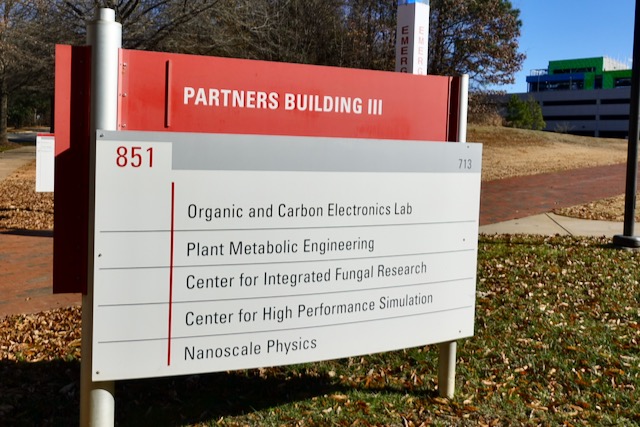 EMERG
PARTNERS BUILDING III
851
713
Organic and Carbon Electronics Lab
Plant Metabolic Engineering
Center for Integrated Fungal Research
Center for High Performance Simulation
Nanoscale Physics